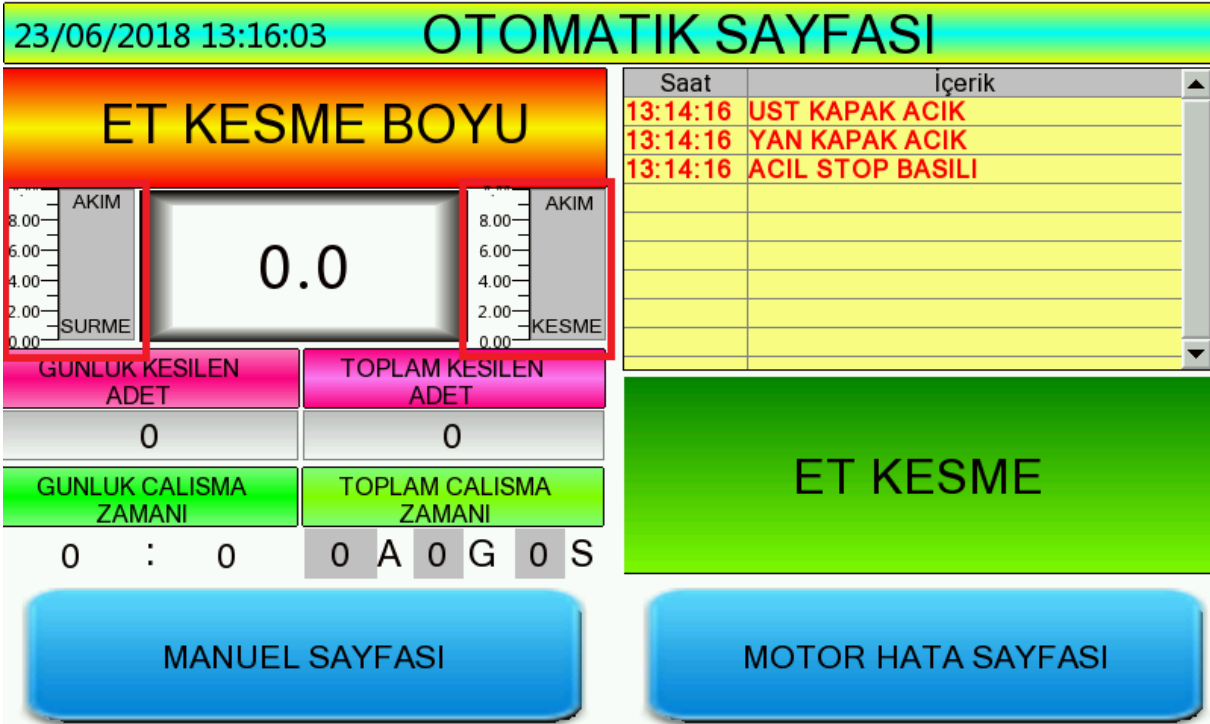 23/06/2018 13:16:03
OTOMATIK SAYFASI
ET KESME BOYU
AKIM
8.00
6.00
4.00
2.00
0.00
SURME
0.0
AKIM
8.00
6.00
4.00
2.00
0.00
KESME
Saat İçerik
13:14:16 UST KAPAK ACIK
13:14:16 YAN KAPAK ACIK
13:14:16 ACIL STOP BASILI
GUNLUK KESILEN
ADET
TOPLAM KESILEN
ADET
0
0
GUNLUK CALISMA
ZAMANI
TOPLAM CALISMA
ZAMANI
0 : 0
0 A 0 G 0 S
ET KESME
MANUEL SAYFASI
MOTOR HATA SAYFASI